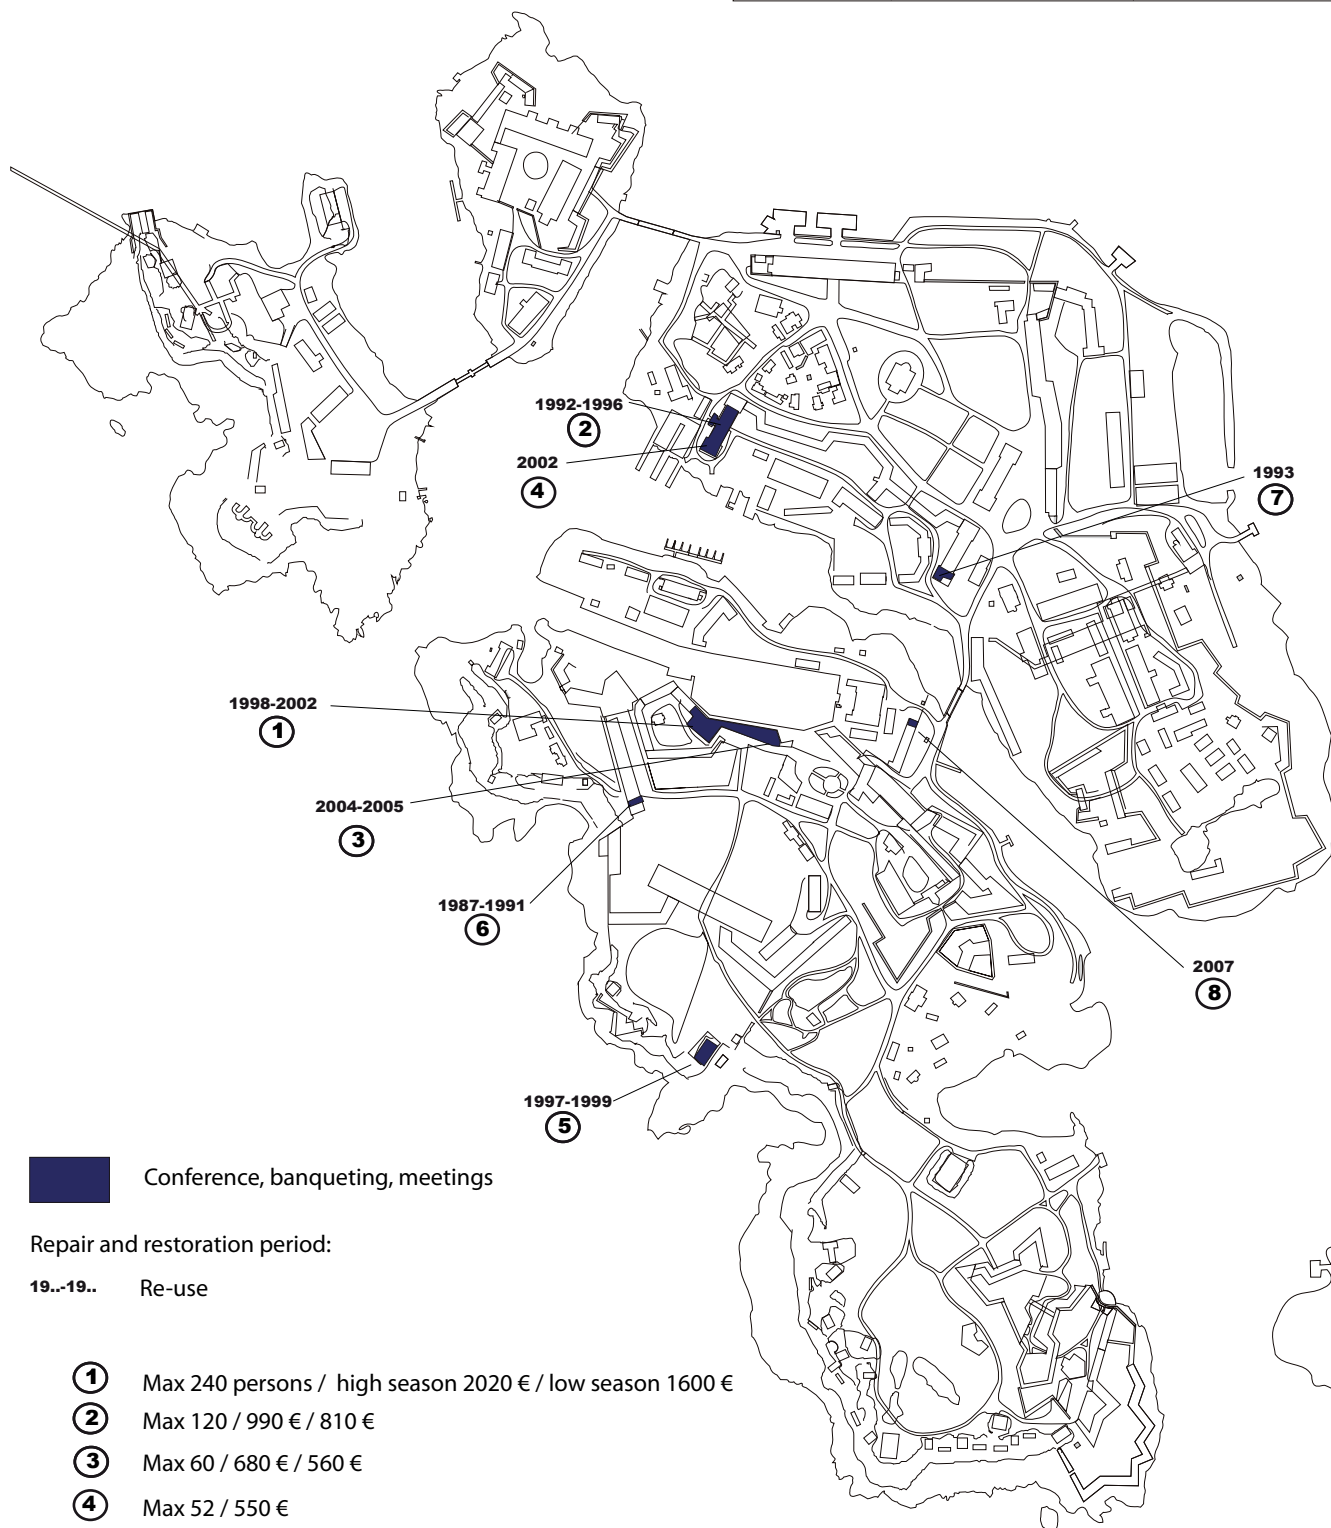 1992-1996
2
2002
4
1993
7
1998-2002
1
2004-2005
3
1987-1991
6
2007
8
1997-1999
5
Conference, banqueting, meetings
Repair and restoration period:
19..-19.. Re-use
1 Max 240 persons / high season 2020 € / low season 1600 €
2 Max 120 / 990 € / 810 €
3 Max 60 / 680 € / 560 €
4 Max 52 / 550 €